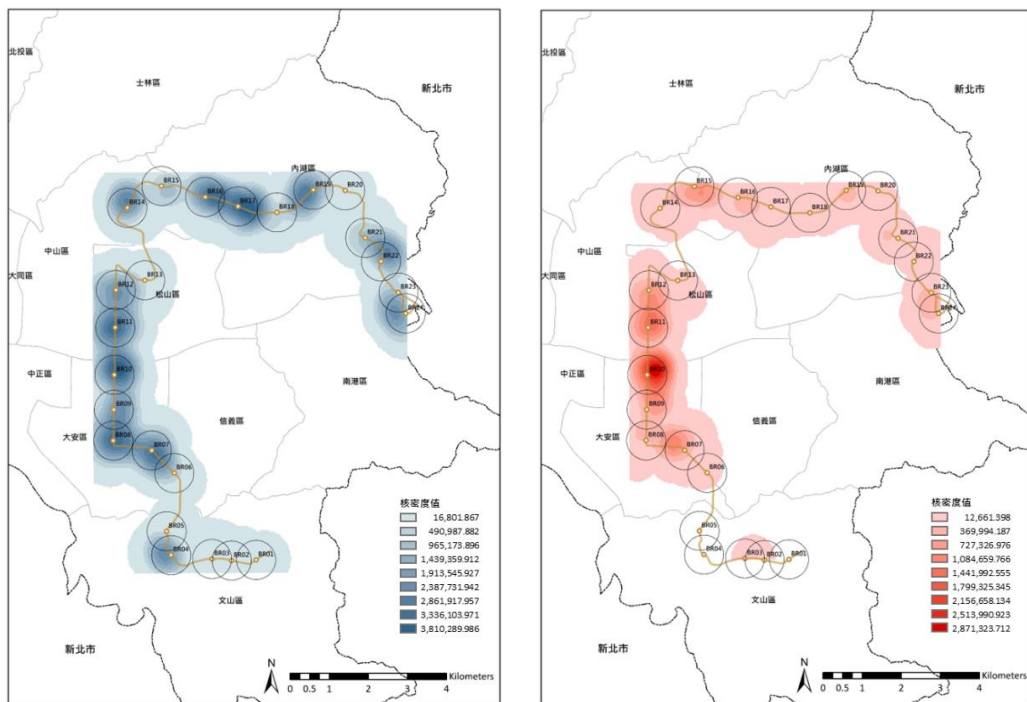 北投區
士林區
新北市
內湖區
BR15
BR16
BR17
BR18
BR19
BR20
BR14
BR21
BR22
中山區
大同區
BR13
BR12
松山區
BR23
BR24
BR11
中正區
BR10
南港區
BR09
大安區
BR08
信義區
BR07
BR06
BR05
BR04
BR03
BR02
BR01
文山區
新北市
核密度值
16,801.867
490,987.882
965,173.896
1,439,359.912
1,913,545.927
2,387,731.942
2,861,917.957
3,336,103.971
3,810,289.986
N
Kilometers
0 0.5 1 2 3 4
北投區
士林區
新北市
內湖區
BR15
BR16
BR17
BR18
BR19
BR20
BR14
BR21
BR22
中山區
大同區
BR13
BR12
松山區
BR23
BR24
BR11
中正區
BR10
南港區
BR09
大安區
BR08
信義區
BR07
BR06
BR05
BR04
BR03
BR02
BR01
文山區
新北市
核密度值
12,661.398
369,994.187
727,326.976
1,084,659.766
1,441,992.555
1,799,325.345
2,156,658.134
2,513,990.923
2,871,323.712
N
Kilometers
0 0.5 1 2 3 4